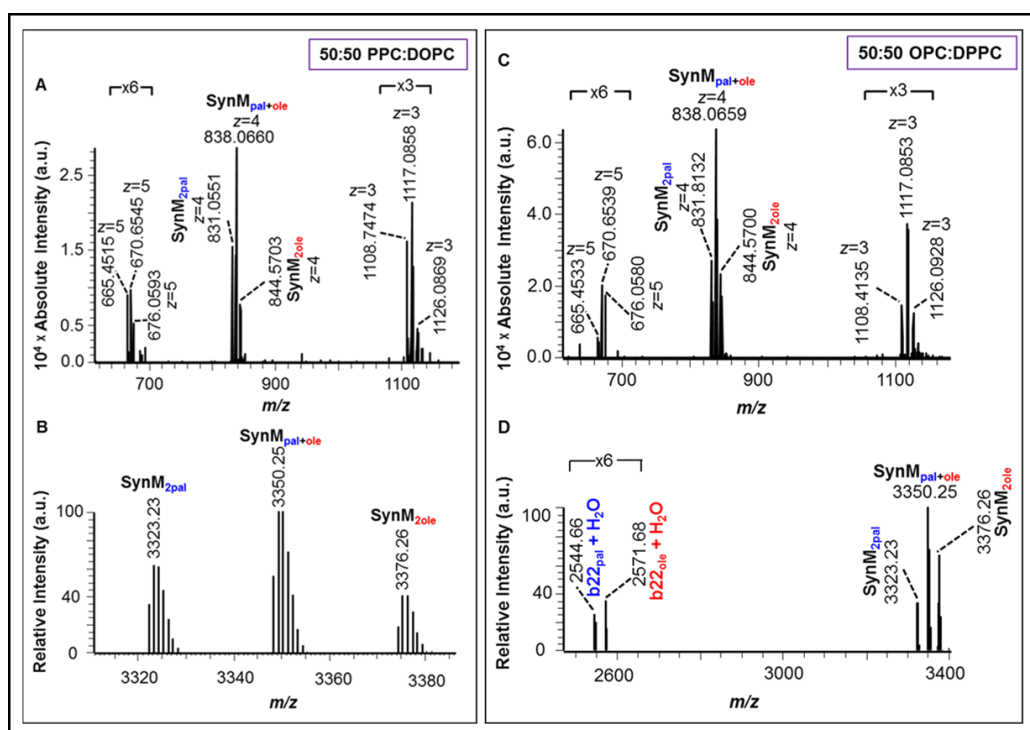 50:50 PPC:DOPC
A
x6
x3
SynMpal+ole
z=4
838.0660
SynM2pal
z=4
831.0551
844.5703
SynM2ole
z=4
z=5
665.4515
z=5
670.6545
676.0593
z=5
z=3
1108.7474
z=3
1117.0858
z=3
1126.0869
10⁴ x Absolute Intensity (a.u.)
2.5
1.5
0.5
0.0
700
900
1100
m/z
B
SynM2pal
3323.23
SynMpal+ole
3350.25
SynM2ole
3376.26
Relative Intensity (a.u.)
100
40
0
3320
3340
3360
3380
m/z
50:50 OPC:DPPC
C
x6
x3
SynMpal+ole
z=4
838.0659
SynM2pal
z=4
831.8132
844.5700
SynM2ole
z=4
z=5
665.4533
z=5
670.6539
676.0580
z=5
z=3
1108.4135
z=3
1117.0853
z=3
1126.0928
10⁴ x Absolute Intensity (a.u.)
6.0
4.0
2.0
0.0
700
900
1100
m/z
D
x6
2544.66
b22pal + H2O
2571.68
b22ole + H2O
SynMpal+ole
3350.25
SynM2pal
3323.23
3376.26
SynM2ole
Relative Intensity (a.u.)
100
40
0
2600
3000
3400
m/z